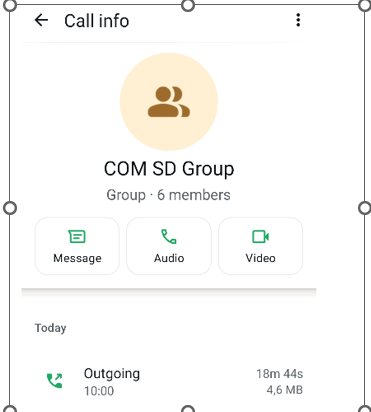 Call info
COM SD Group
Group · 6 members
Message Audio Video
Today
Outgoing 18m 44s
10:00 4,6 MB